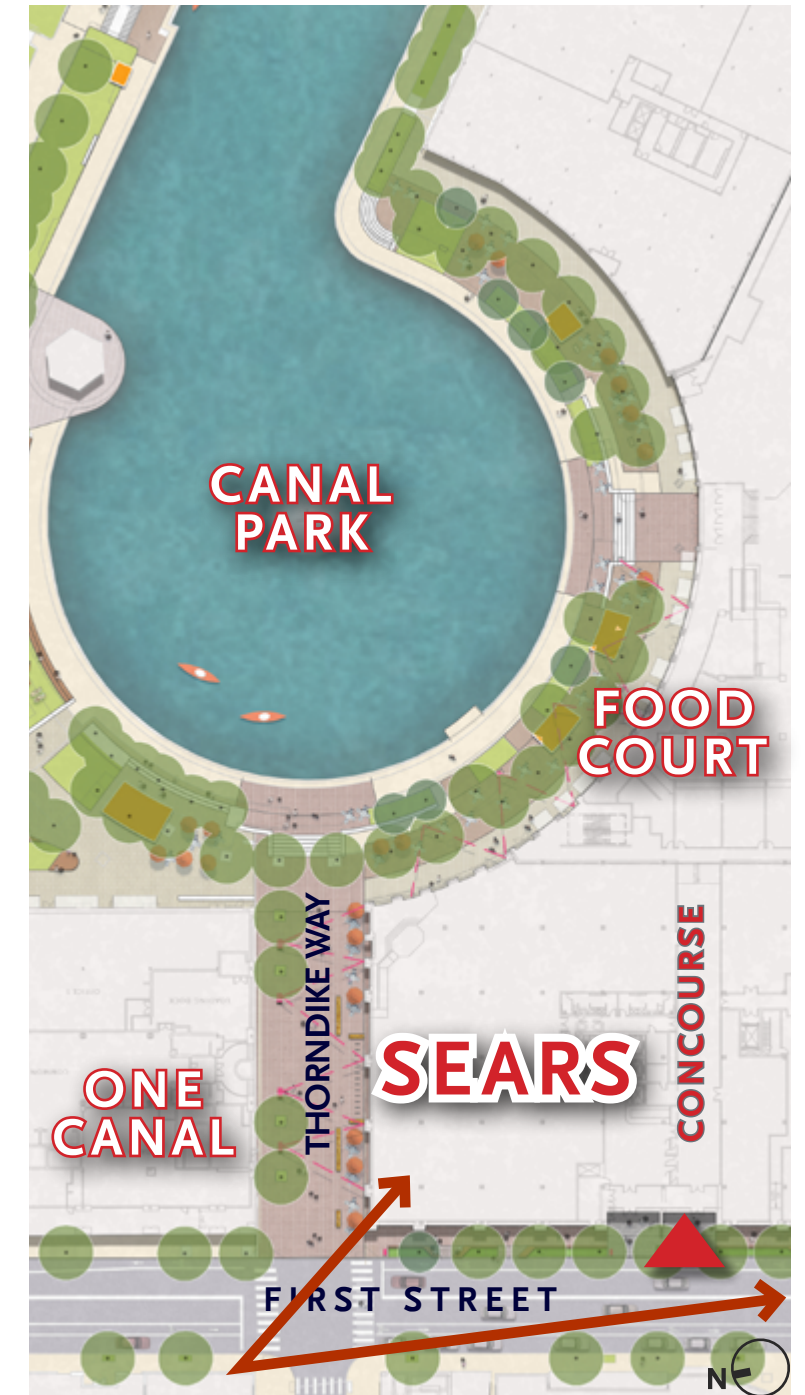 CANAL
PARK
FOOD
COURT
THORNDIKE WAY
CONCOURSE
SEARS
ONE
CANAL
FIRST STREET
N